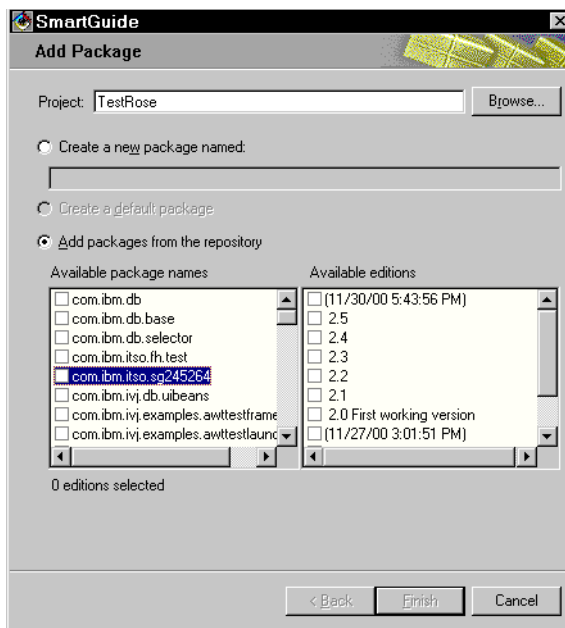 SmartGuide
Add Package
Project: TestRose Browse...
Create a new package named:
Create a default package
Add packages from the repository
Available package names
com.ibm.db
com.ibm.db.base
com.ibm.db.selector
com.ibm.itso.fh.test
com.ibm.itso.sg245264
com.ibm.ivj.db.uibeans
com.ibm.ivj.examples.awttestframe
com.ibm.ivj.examples.awttestlaunc
Available editions
(11/30/00 5:43:56 PM)
2.5
2.4
2.3
2.2
2.1
2.0 First working version
(11/27/00 3:01:51 PM)
0 editions selected
< Back Finish Cancel